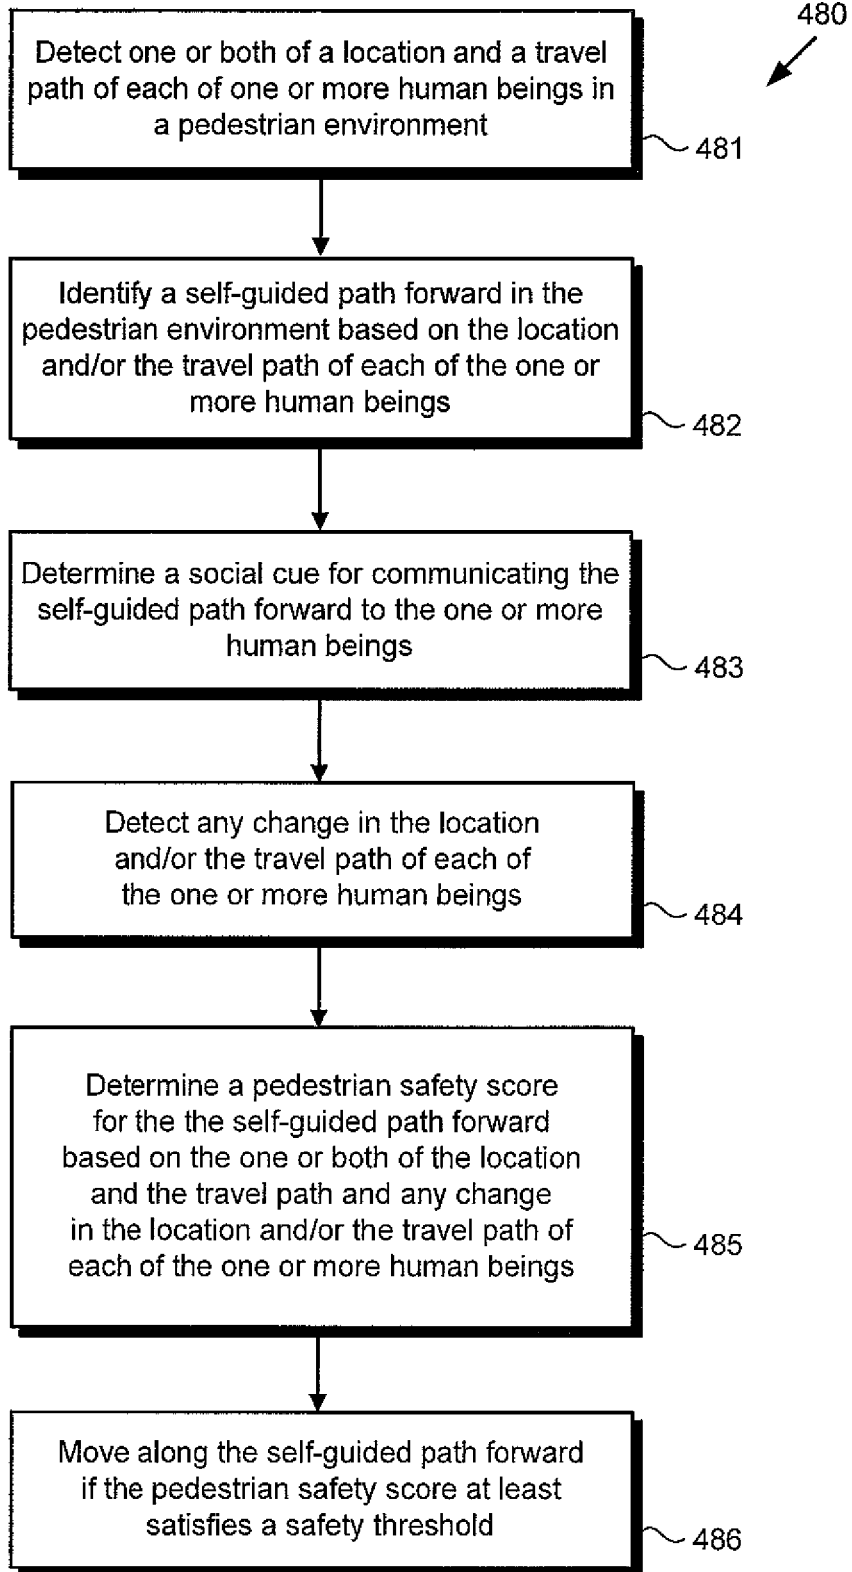 480
Detect one or both of a location and a travel
path of each of one or more human beings in
a pedestrian environment
481
Identify a self-guided path forward in the
pedestrian environment based on the location
and/or the travel path of each of the one or
more human beings
482
Determine a social cue for communicating the
self-guided path forward to the one or more
human beings
483
Detect any change in the location
and/or the travel path of each of
the one or more human beings
484
Determine a pedestrian safety score
for the the self-guided path forward
based on the one or both of the location
and the travel path and any change
in the location and/or the travel path of
each of the one or more human beings
485
Move along the self-guided path forward
if the pedestrian safety score at least
satisfies a safety threshold
486